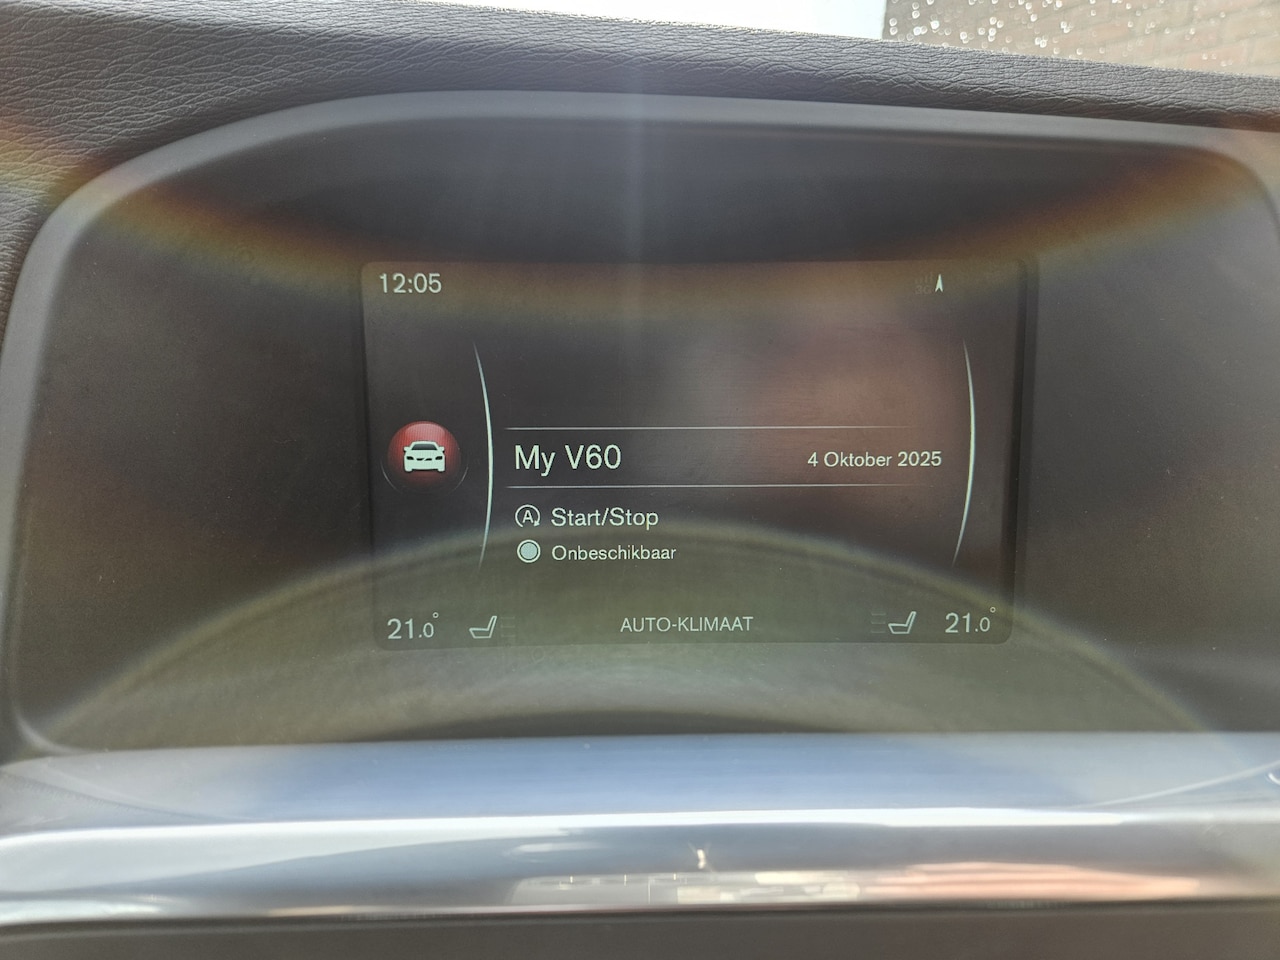 12:05
My V60
4 Oktober 2025
A Start/Stop
Onbeschikbaar
21.0° AUTO-KLIMAAT 21.0°